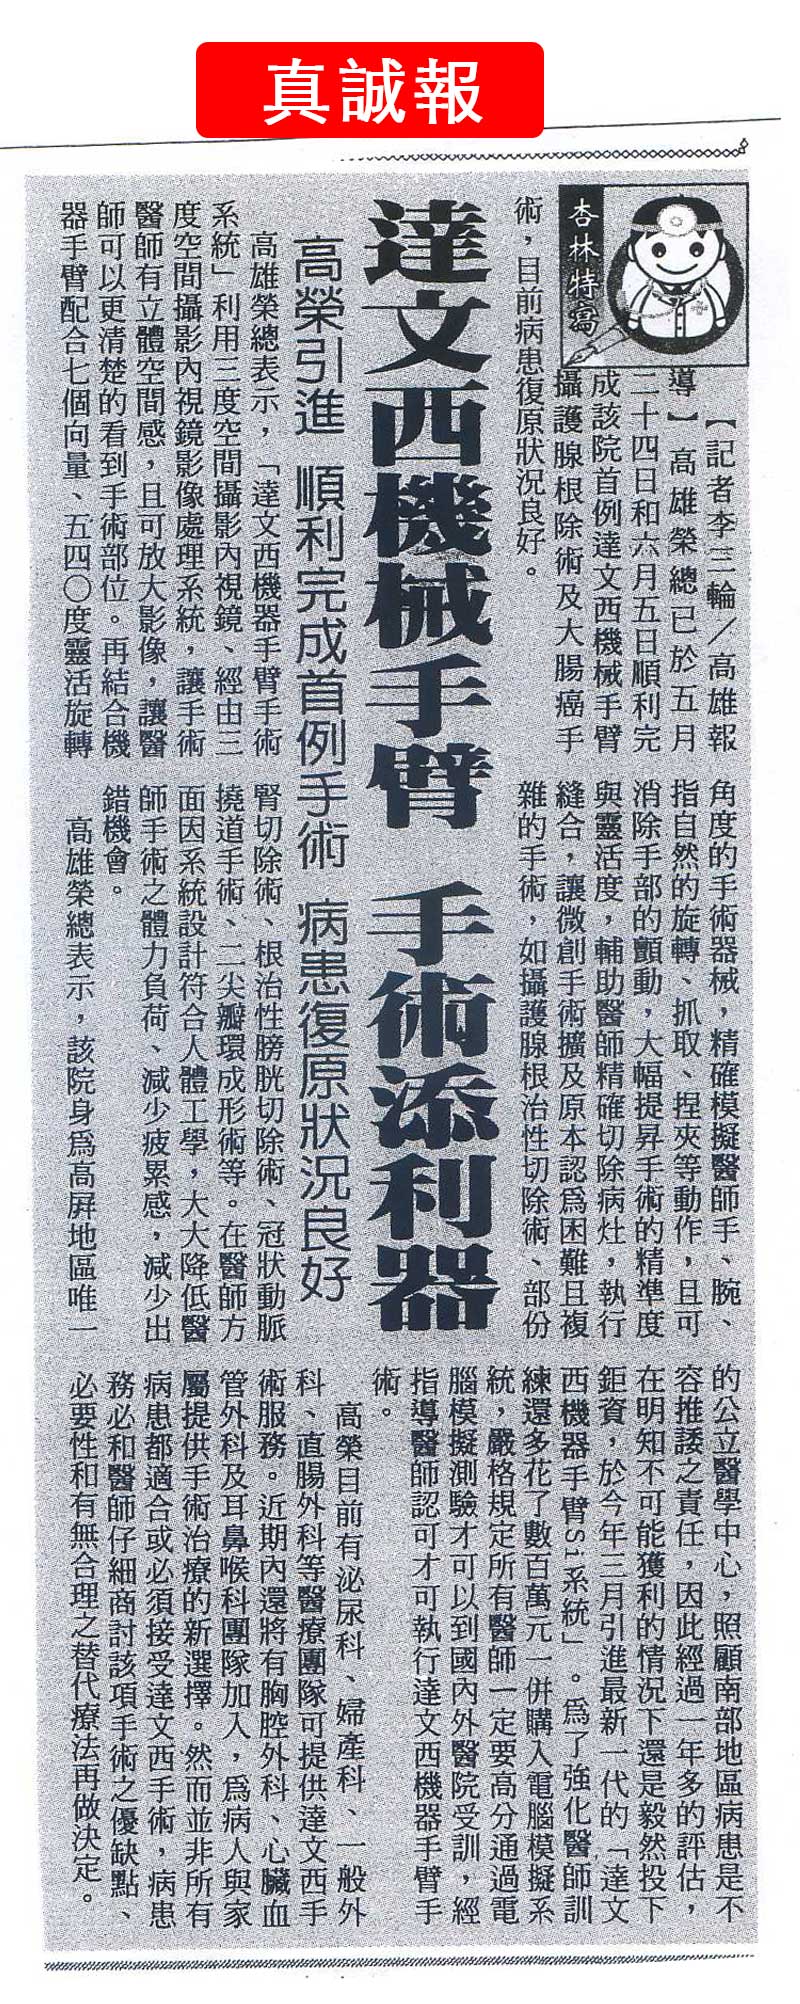 真誠報
杏林特寫
達文西機械手臂 手術添利器
高榮引進 順利完成首例手術 病患復原狀況良好
【記者李三輪／高雄報
導】高雄榮總已於五月
二十四日和六月五日順利完
成該院首例達文西機械手臂
攝護腺根除術及大腸癌手
術，目前病患復原狀況良好。
高雄榮總表示，「達文西機器手臂手術
系統」利用三度空間攝影內視鏡、經由三
度空間攝影內視鏡影像處理系統，讓手術
醫師有立體空間感，且可放大影像，讓醫
師可以更清楚的看到手術部位。再結合機
器手臂配合七個向量、五四〇度靈活旋轉
角度的手術器械，精確模擬醫師手、腕、
指自然的旋轉、抓取、捏夾等動作，且可
消除手部的顫動，大幅提昇手術的精準度
與靈活度，輔助醫師精確切除病灶，執行
縫合，讓微創手術擴及原本認爲困難且複
雜的手術，如攝護腺根治性切除術、部份
腎切除術、根治性膀胱切除術、冠狀動脈
撓道手術、二尖瓣環成形術等。在醫師方
面因系統設計符合人體工學，大大降低醫
師手術之體力負荷、減少疲累感，減少出
錯機會。
高雄榮總表示，該院身爲高屏地區唯一
的公立醫學中心，照顧南部地區病患是不
容推諉之責任，因此經過一年多的評估，
在明知不可能獲利的情況下還是毅然投下
鉅資，於今年三月引進最新一代的「達文
西機器手臂S1系統」。爲了強化醫師訓
練還多花了數百萬元一併購入電腦模擬系
統，嚴格規定所有醫師一定要高分通過電
腦模擬測驗才可以到國內外醫院受訓，經
指導醫師認可才可執行達文西機器手臂手
術。
高榮目前有泌尿科、婦產科、一般外
科、直腸外科等醫療團隊可提供達文西手
術服務。近期內還將有胸腔外科、心臟血
管外科及耳鼻喉科團隊加入，爲病人與家
屬提供手術治療的新選擇。然而並非所有
病患都適合或必須接受達文西手術，病患
務必和醫師仔細商討該項手術之優缺點、
必要性和有無合理之替代療法再做決定。